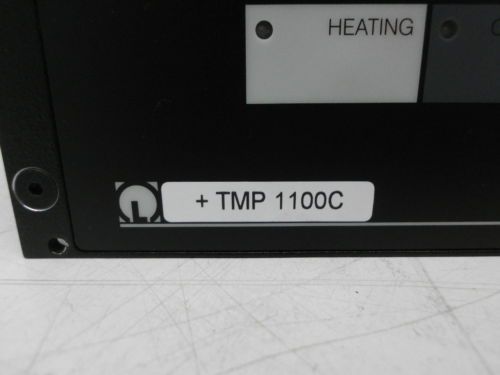 HEATING
L
+ TMP 1100C